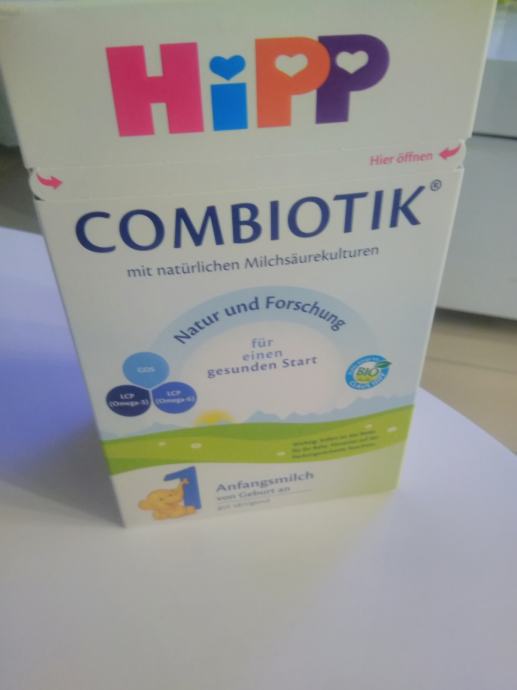 HiPP
Hier öffnen
COMBIOTIK®
mit natürlichen Milchsäurekulturen
Natur und Forschung
für
einen
gesunden Start
GOS
LCP
(Omega-3)
LCP
(Omega-6)
BIO
1
Anfangsmilch
von Geburt an